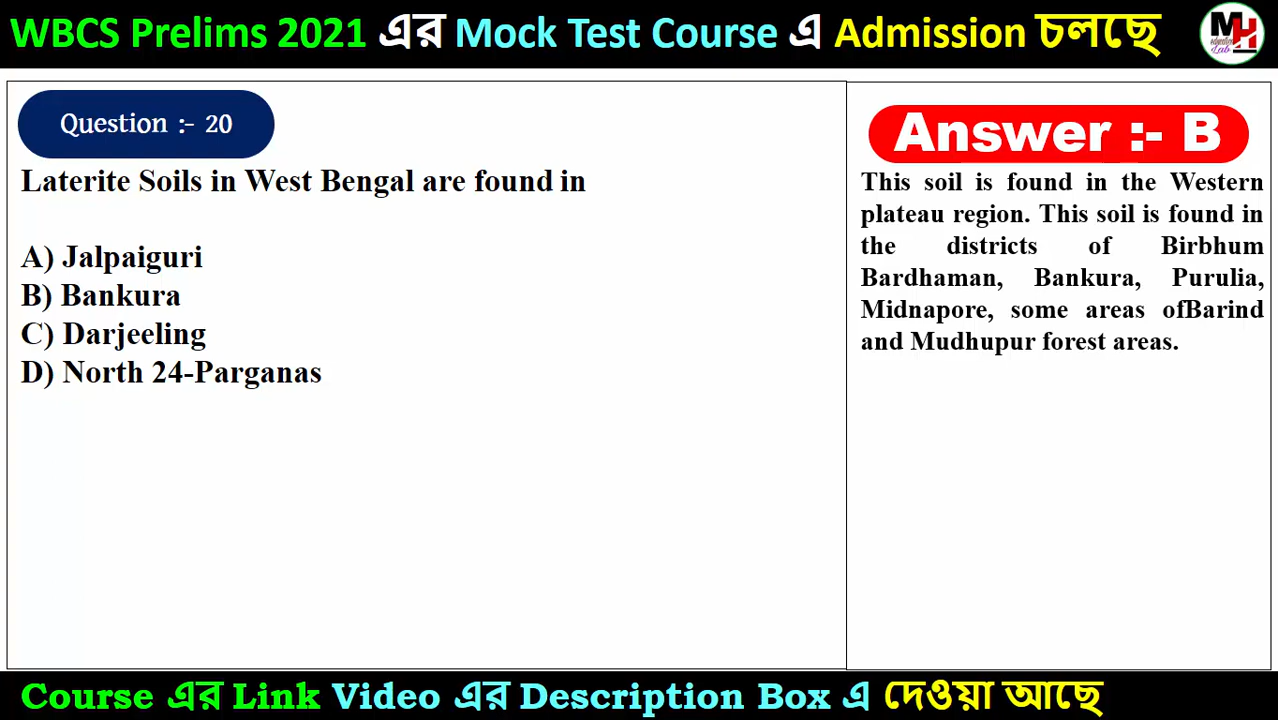 WBCS Prelims 2021 এর Mock Test Course এ Admission চলছে
MH
education
Lab
Question :- 20
Laterite Soils in West Bengal are found in
A) Jalpaiguri
B) Bankura
C) Darjeeling
D) North 24-Parganas
Answer :- B
This soil is found in the Western
plateau region. This soil is found in
the districts of Birbhum
Bardhaman, Bankura, Purulia,
Midnapore, some areas ofBarind
and Mudhupur forest areas.
Course এর Link Video এর Description Box এ দেওয়া আছে